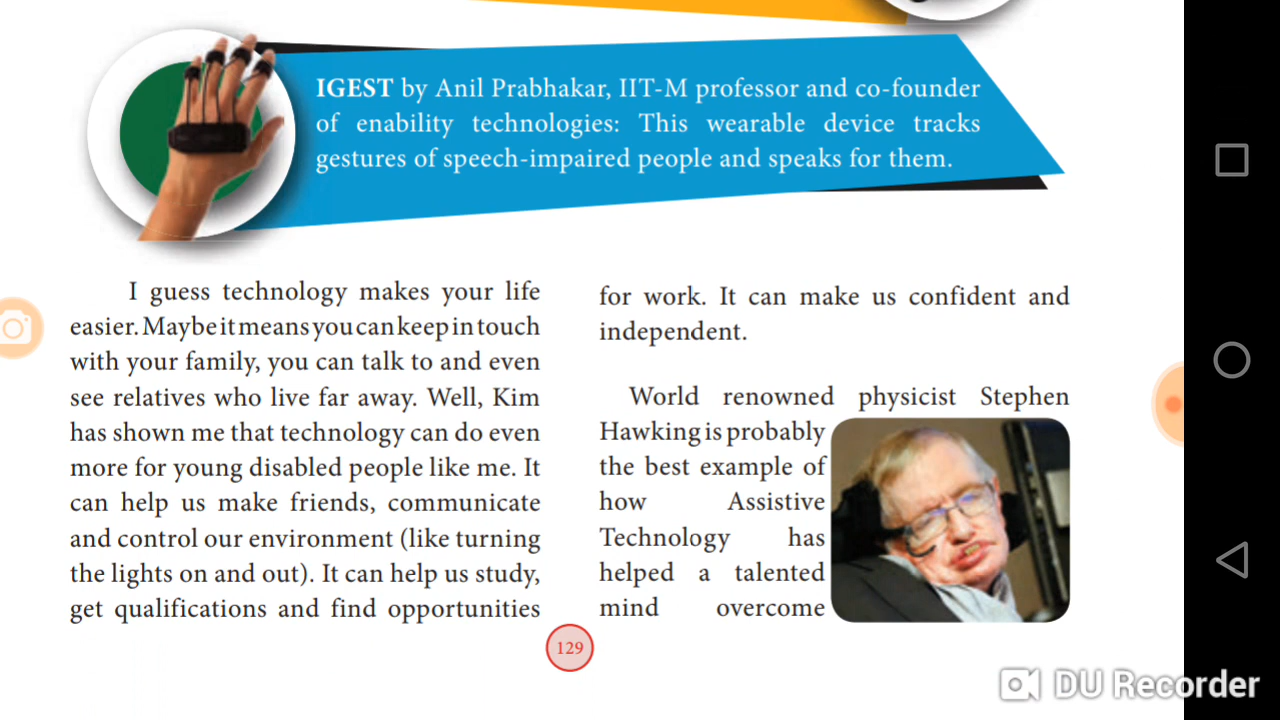 IGEST by Anil Prabhakar, IIT-M professor and co-founder
of enability technologies: This wearable device tracks
gestures of speech-impaired people and speaks for them.
I guess technology makes your life
easier. Maybe it means you can keep in touch
with your family, you can talk to and even
see relatives who live far away. Well, Kim
has shown me that technology can do even
more for young disabled people like me. It
can help us make friends, communicate
and control our environment (like turning
the lights on and out). It can help us study,
get qualifications and find opportunities
for work. It can make us confident and
independent.
World renowned physicist Stephen
Hawking is probably
the best example of
how Assistive
Technology has
helped a talented
mind overcome
129
DU Recorder